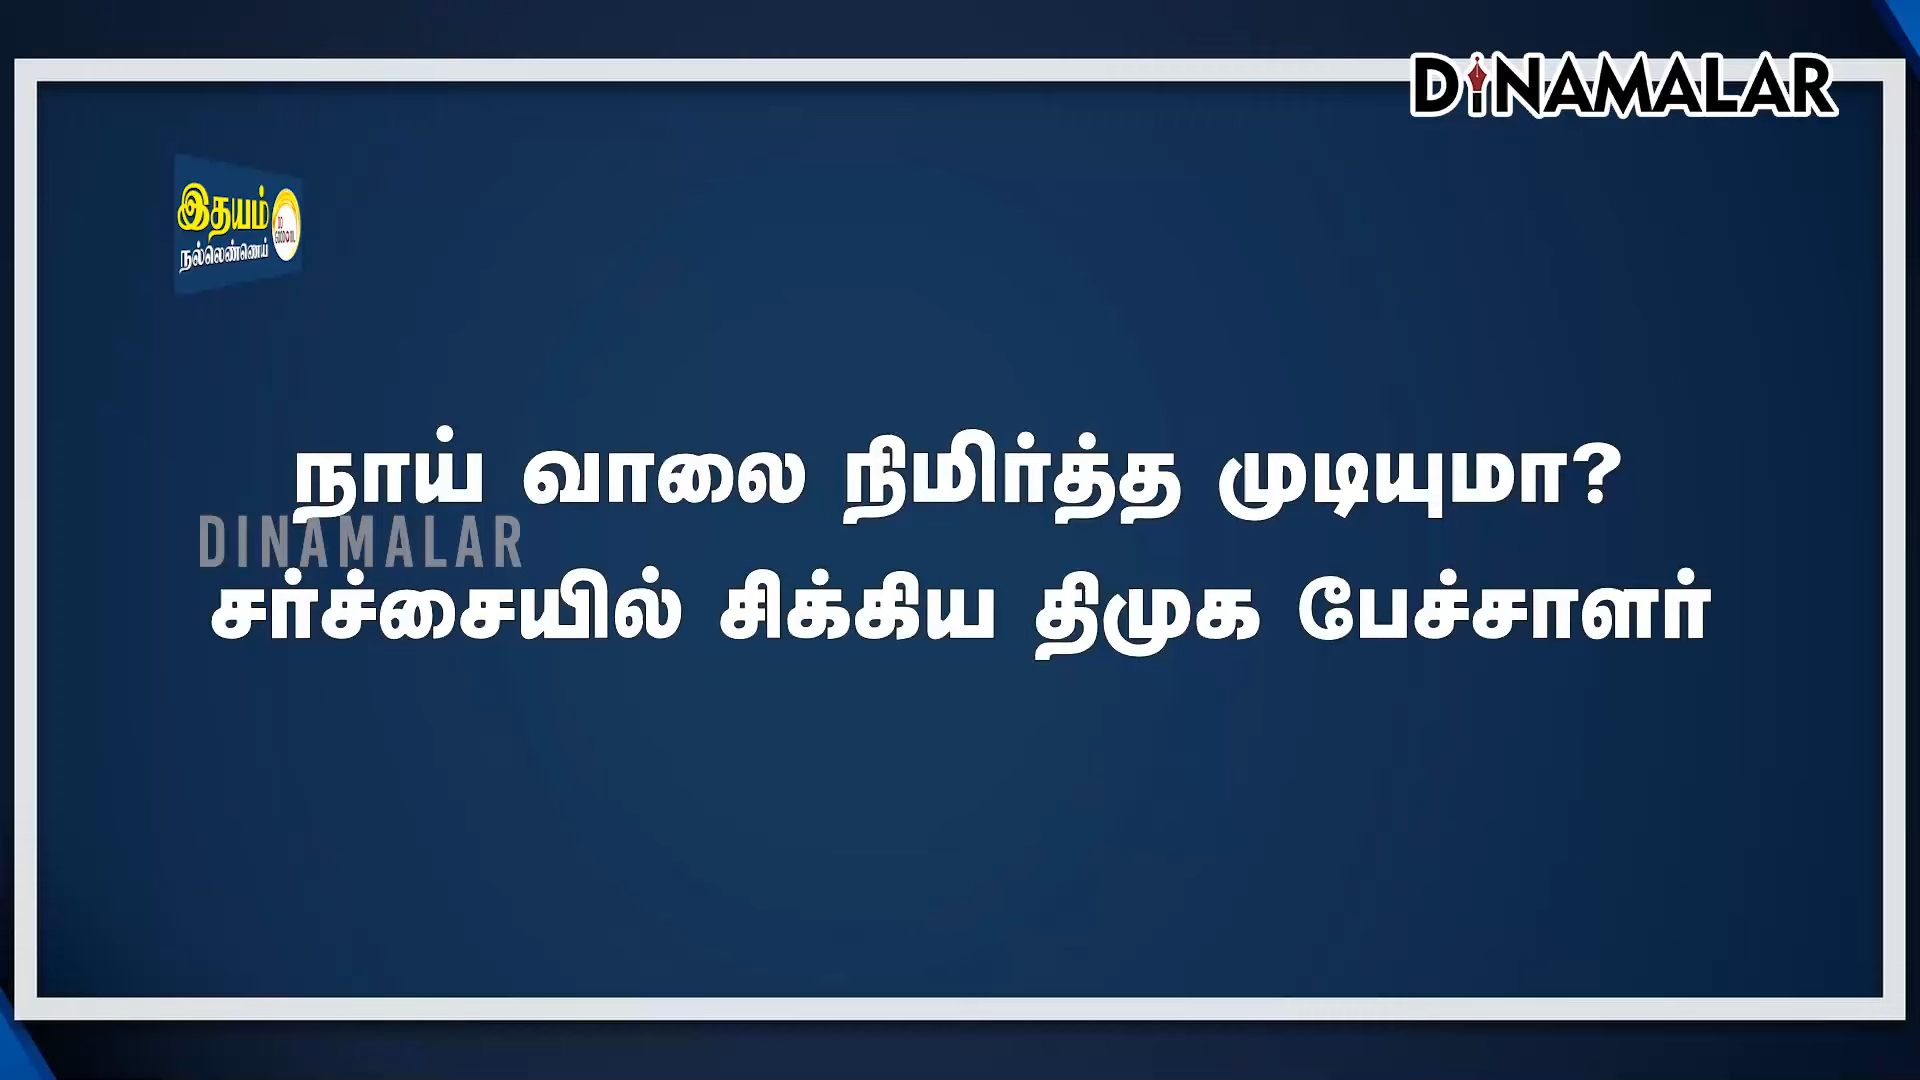 DINAMALAR
இதயம்
நல்லெண்ணெய்
நாய் வாலை நிமிர்த்த முடியுமா?
DINAMALAR
சர்ச்சையில் சிக்கிய திமுக பேச்சாளர்